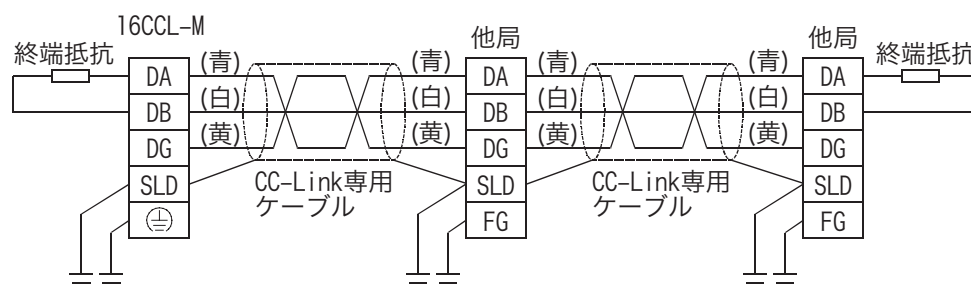 16CCL-M
終端抵抗
DA
DB
DG
SLD
(青)
(白)
(黄)
CC-Link専用
ケーブル
(青)
(白)
(黄)
他局
DA
DB
DG
SLD
FG
(青)
(白)
(黄)
CC-Link専用
ケーブル
(青)
(白)
(黄)
他局
DA
DB
DG
SLD
FG
終端抵抗